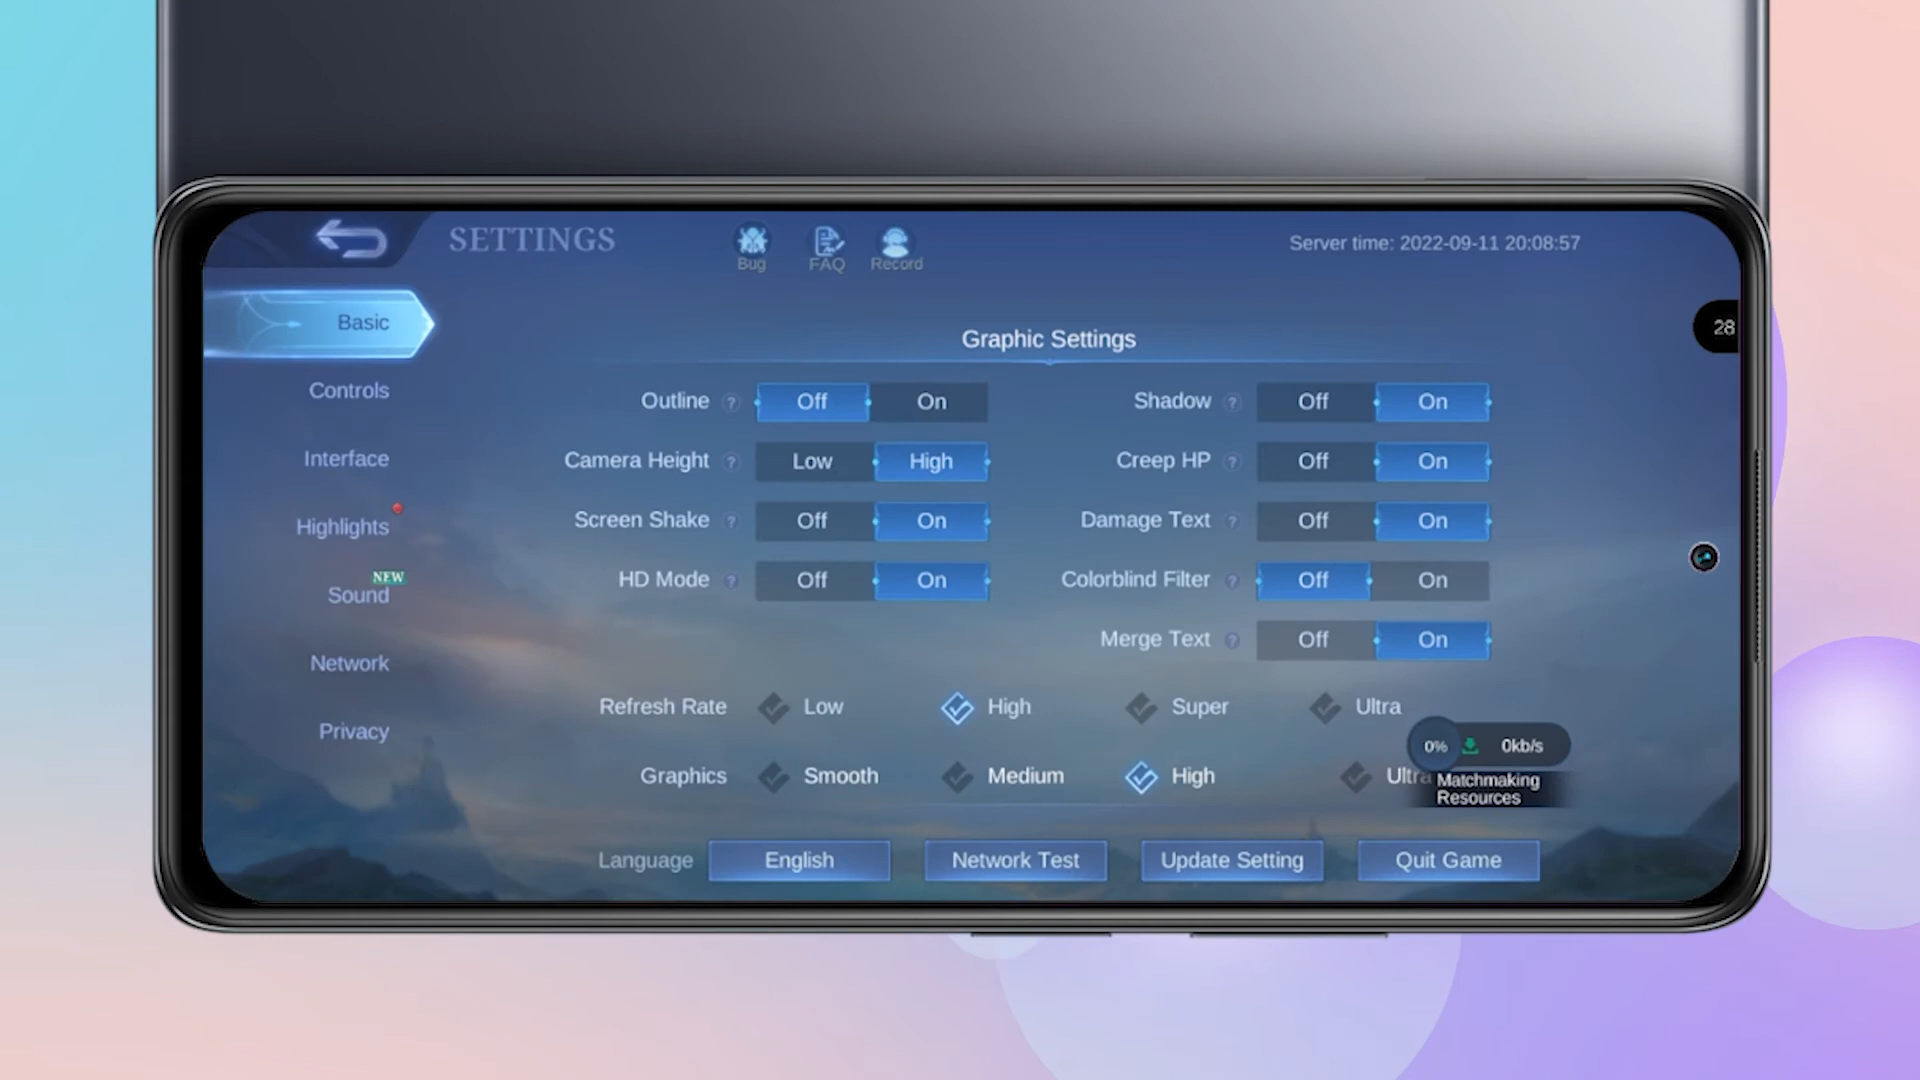 SETTINGS
Bug
FAQ
Record
Server time: 2022-09-11 20:08:57
Basic
Controls
Interface
Highlights
NEW
Sound
Network
Privacy
28
Graphic Settings
Outline ? Off On
Shadow ? Off On
Camera Height ? Low High
Creep HP ? Off On
Screen Shake ? Off On
Damage Text ? Off On
HD Mode ? Off On
Colorblind Filter ? Off On
Merge Text ? Off On
Refresh Rate Low High Super Ultra
0% 0kb/s
Graphics Smooth Medium High Ultra
Matchmaking
Resources
Language English Network Test Update Setting Quit Game